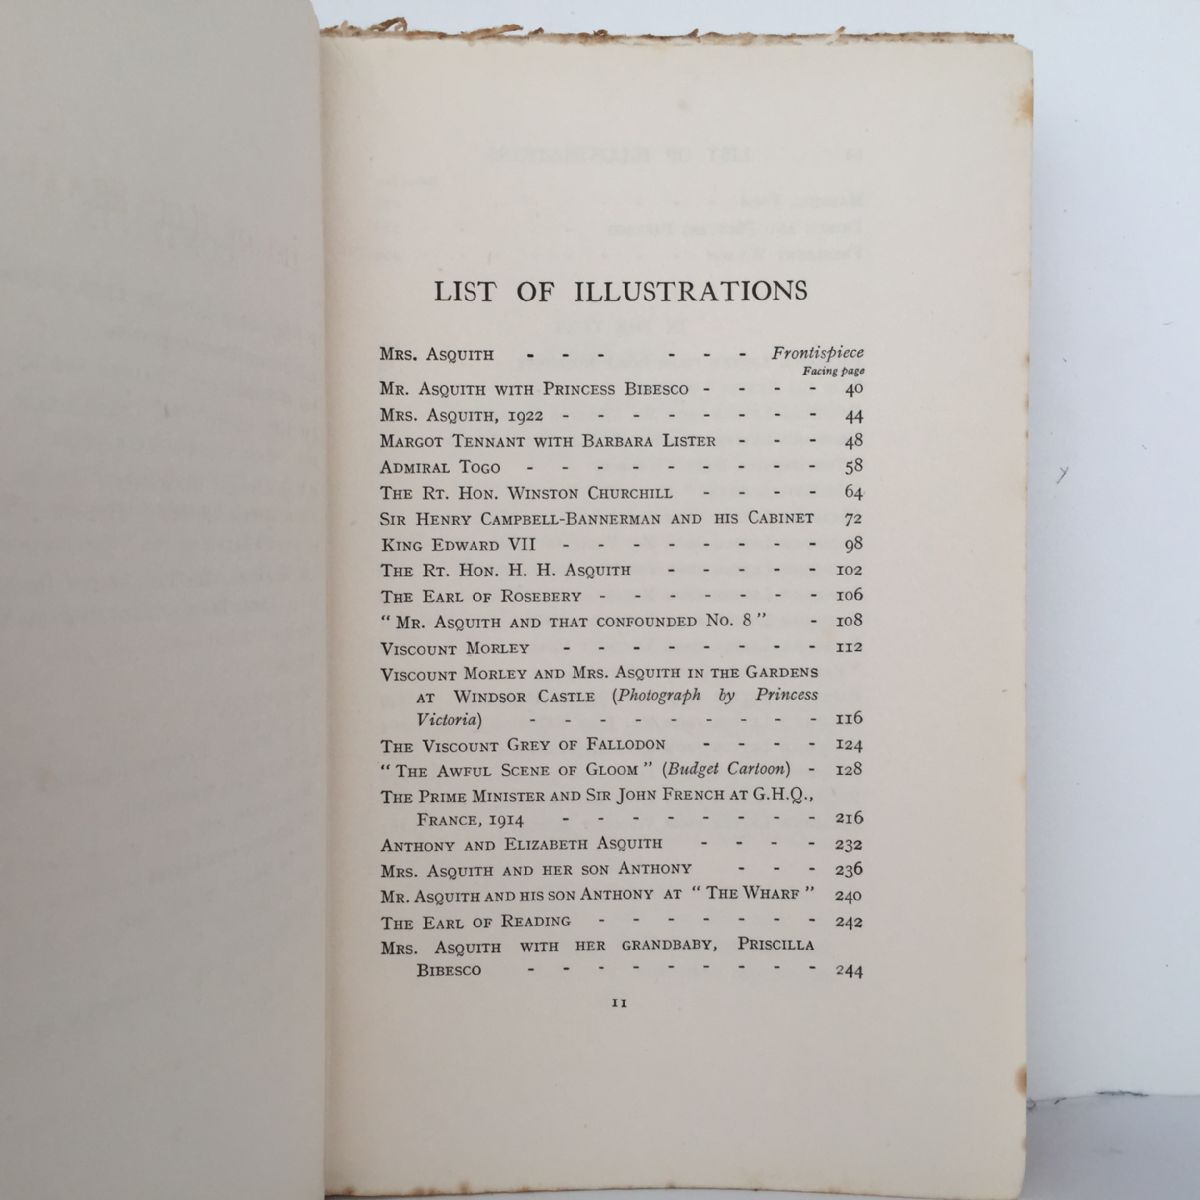 LIST OF ILLUSTRATIONS
MRS. ASQUITH - - - - - - Frontispiece
Facing page
MR. ASQUITH WITH PRINCESS BIBESCO - - - - 40
MRS. ASQUITH, 1922 - - - - - - - - 44
MARGOT TENNANT WITH BARBARA LISTER - - - 48
ADMIRAL TOGO - - - - - - - - - 58
THE RT. HON. WINSTON CHURCHILL - - - - 64
SIR HENRY CAMPBELL-BANNERMAN AND HIS CABINET 72
KING EDWARD VII - - - - - - - - 98
THE RT. HON. H. H. ASQUITH - - - - - 102
THE EARL OF ROSEBERY - - - - - - - 106
“ MR. ASQUITH AND THAT CONFOUNDED NO. 8 ” - 108
VISCOUNT MORLEY - - - - - - - - 112
VISCOUNT MORLEY AND MRS. ASQUITH IN THE GARDENS
AT WINDSOR CASTLE (Photograph by Princess
Victoria) - - - - - - - - - 116
THE VISCOUNT GREY OF FALLODON - - - - 124
“ THE AWFUL SCENE OF GLOOM ” (Budget Cartoon) - 128
THE PRIME MINISTER AND SIR JOHN FRENCH AT G.H.Q.,
FRANCE, 1914 - - - - - - - - 216
ANTHONY AND ELIZABETH ASQUITH - - - - 232
MRS. ASQUITH AND HER SON ANTHONY - - - 236
MR. ASQUITH AND HIS SON ANTHONY AT “ THE WHARF ” 240
THE EARL OF READING - - - - - - - 242
MRS. ASQUITH WITH HER GRANDBABY, PRISCILLA
BIBESCO - - - - - - - - - 244
11